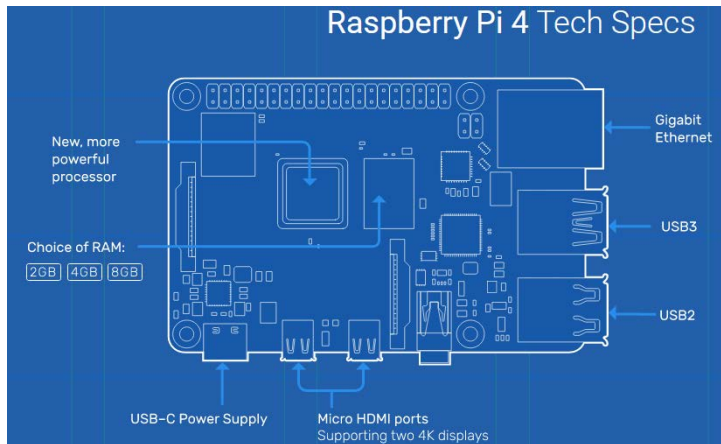 Raspberry Pi 4 Tech Specs
New, more
powerful
processor
Choice of RAM:
2GB 4GB 8GB
Gigabit
Ethernet
USB3
USB2
USB-C Power Supply
Micro HDMI ports
Supporting two 4K displays